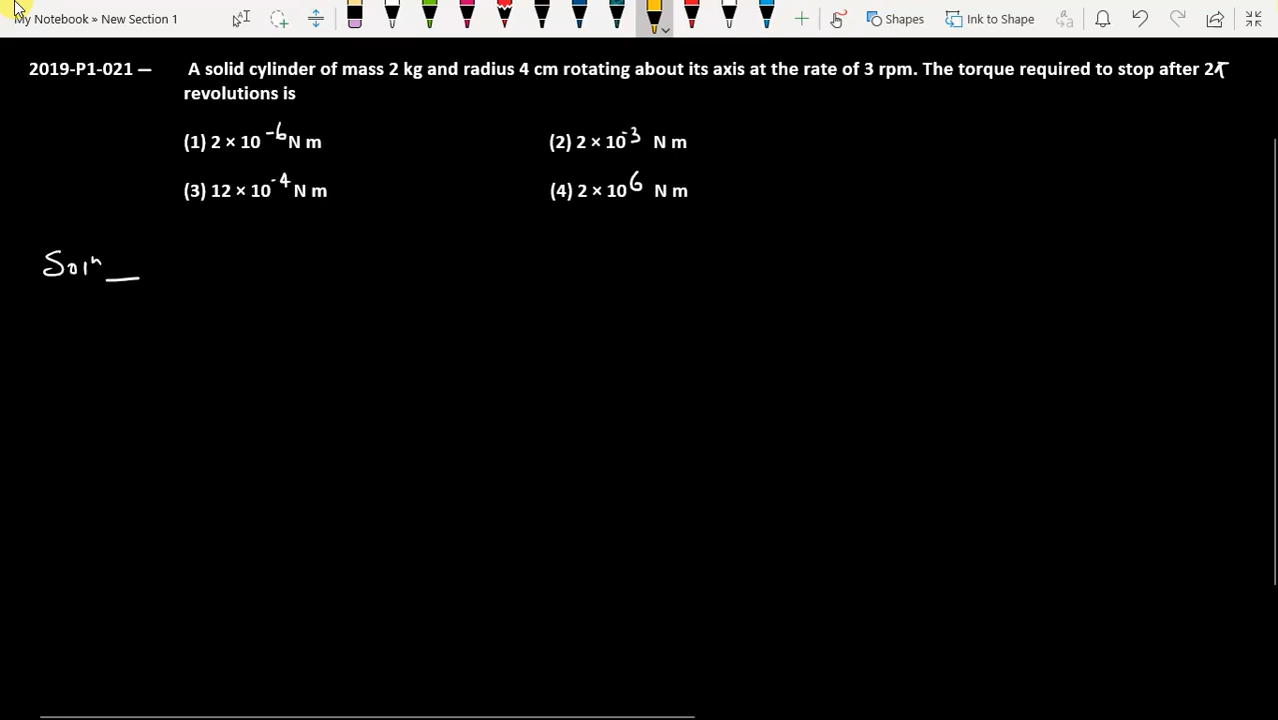 My Notebook » New Section 1
Shapes
Ink to Shape
2019-P1-021 — A solid cylinder of mass 2 kg and radius 4 cm rotating about its axis at the rate of 3 rpm. The torque required to stop after 2π
revolutions is
(1) 2 × 10⁻⁶ N m (2) 2 × 10⁻³ N m
(3) 12 × 10⁻⁴ N m (4) 2 × 10⁶ N m
Solⁿ